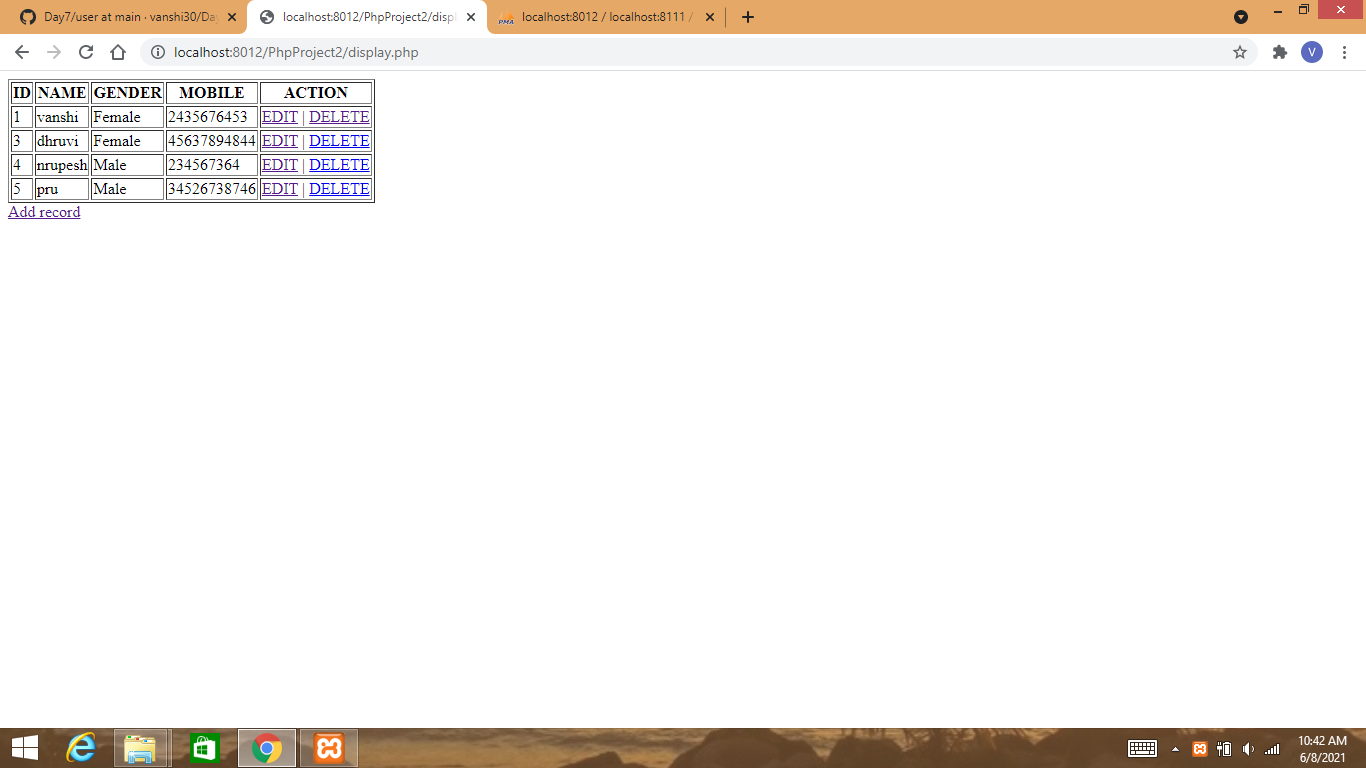 Day7/user at main · vanshi30/Day
localhost:8012/PhpProject2/displ
localhost:8012 / localhost:8111 /
localhost:8012/PhpProject2/display.php
V
ID NAME GENDER MOBILE ACTION
1 vanshi Female 2435676453 EDIT | DELETE
3 dhruvi Female 45637894844 EDIT | DELETE
4 nrupesh Male 234567364 EDIT | DELETE
5 pru Male 34526738746 EDIT | DELETE
Add record
10:42 AM
6/8/2021